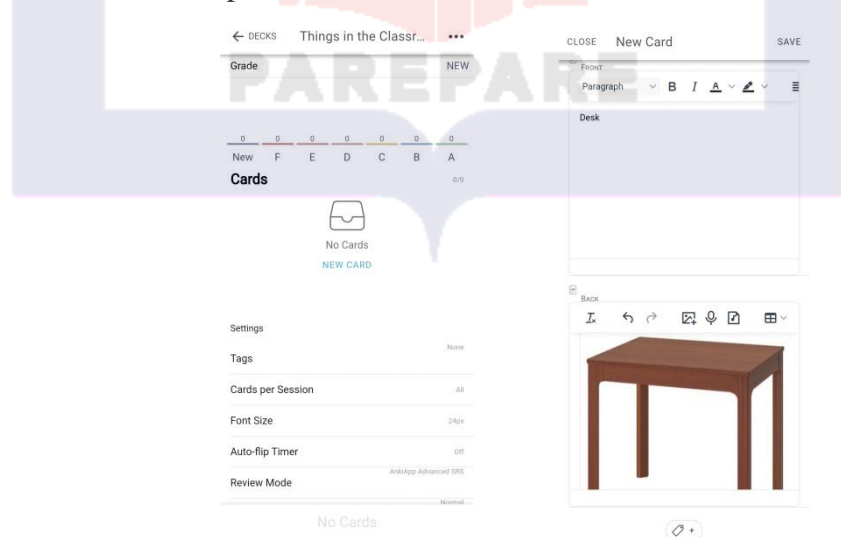 ← DECKS Things in the Classr... •••
Grade NEW
0 0 0 0 0 0 0
New F E D C B A
Cards 0/0
No Cards
NEW CARD
Settings
Tags None
Cards per Session All
Font Size 24px
Auto-flip Timer Off
Review Mode AnkiApp Advanced SRS
Normal
No Cards
CLOSE New Card SAVE
FRONT
Paragraph B I A
Desk
BACK
PAREPARE